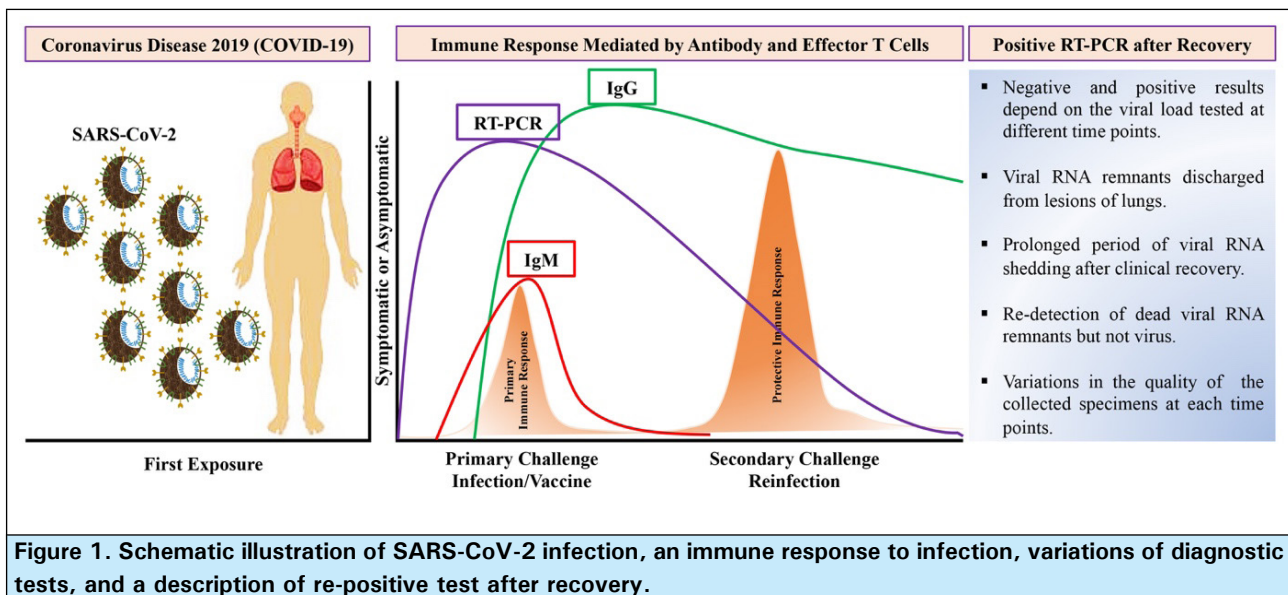 Coronavirus Disease 2019 (COVID-19)
SARS-CoV-2
First Exposure
Immune Response Mediated by Antibody and Effector T Cells
Symptomatic or Asymptomatic
IgG
RT-PCR
IgM
Primary
Immune Response
Protective Immune Response
Primary Challenge
Infection/Vaccine
Secondary Challenge
Reinfection
Positive RT-PCR after Recovery
▪ Negative and positive results
depend on the viral load tested at
different time points.
▪ Viral RNA remnants discharged
from lesions of lungs.
▪ Prolonged period of viral RNA
shedding after clinical recovery.
▪ Re-detection of dead viral RNA
remnants but not virus.
▪ Variations in the quality of the
collected specimens at each time
points.
Figure 1. Schematic illustration of SARS-CoV-2 infection, an immune response to infection, variations of diagnostic
tests, and a description of re-positive test after recovery.